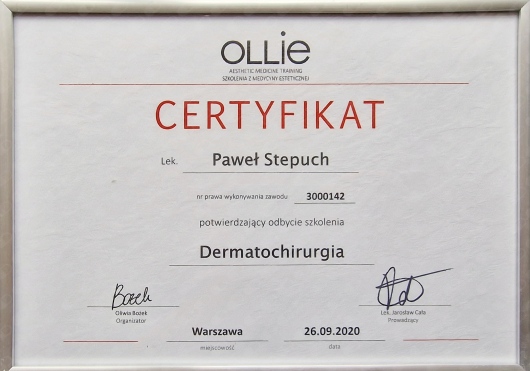 OLLie
AESTHETIC MEDICINE TRAINING
SZKOLENIA Z MEDYCYNY ESTETYCZNEJ
CERTYFIKAT
Lek. Paweł Stepuch
nr prawa wykonywania zawodu 3000142
potwierdzający odbycie szkolenia
Dermatochirurgia
Oliwia Bożek
Organizator
Lek. Jarosław Cała
Prowadzący
Warszawa 26.09.2020
miejscowość data